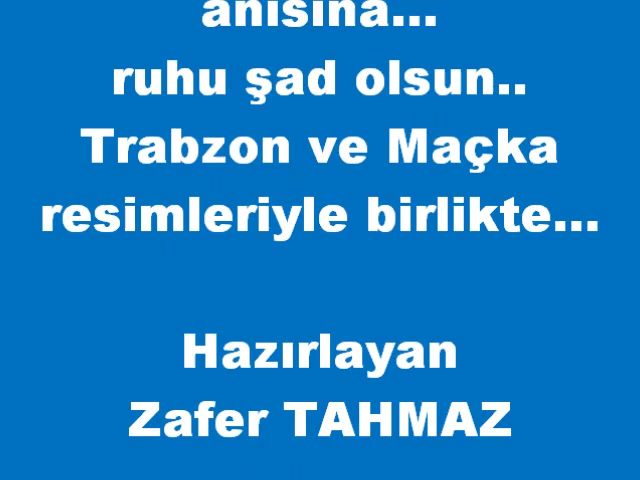 anısına...
ruhu şad olsun..
Trabzon ve Maçka
resimleriyle birlikte...
Hazırlayan
Zafer TAHMAZ